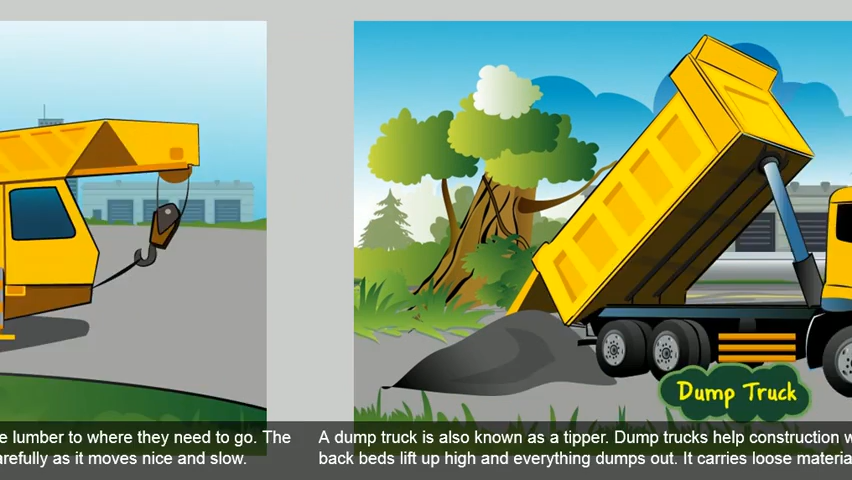 Dump Truck
e lumber to where they need to go. The
arefully as it moves nice and slow.
A dump truck is also known as a tipper. Dump trucks help construction w
back beds lift up high and everything dumps out. It carries loose materia